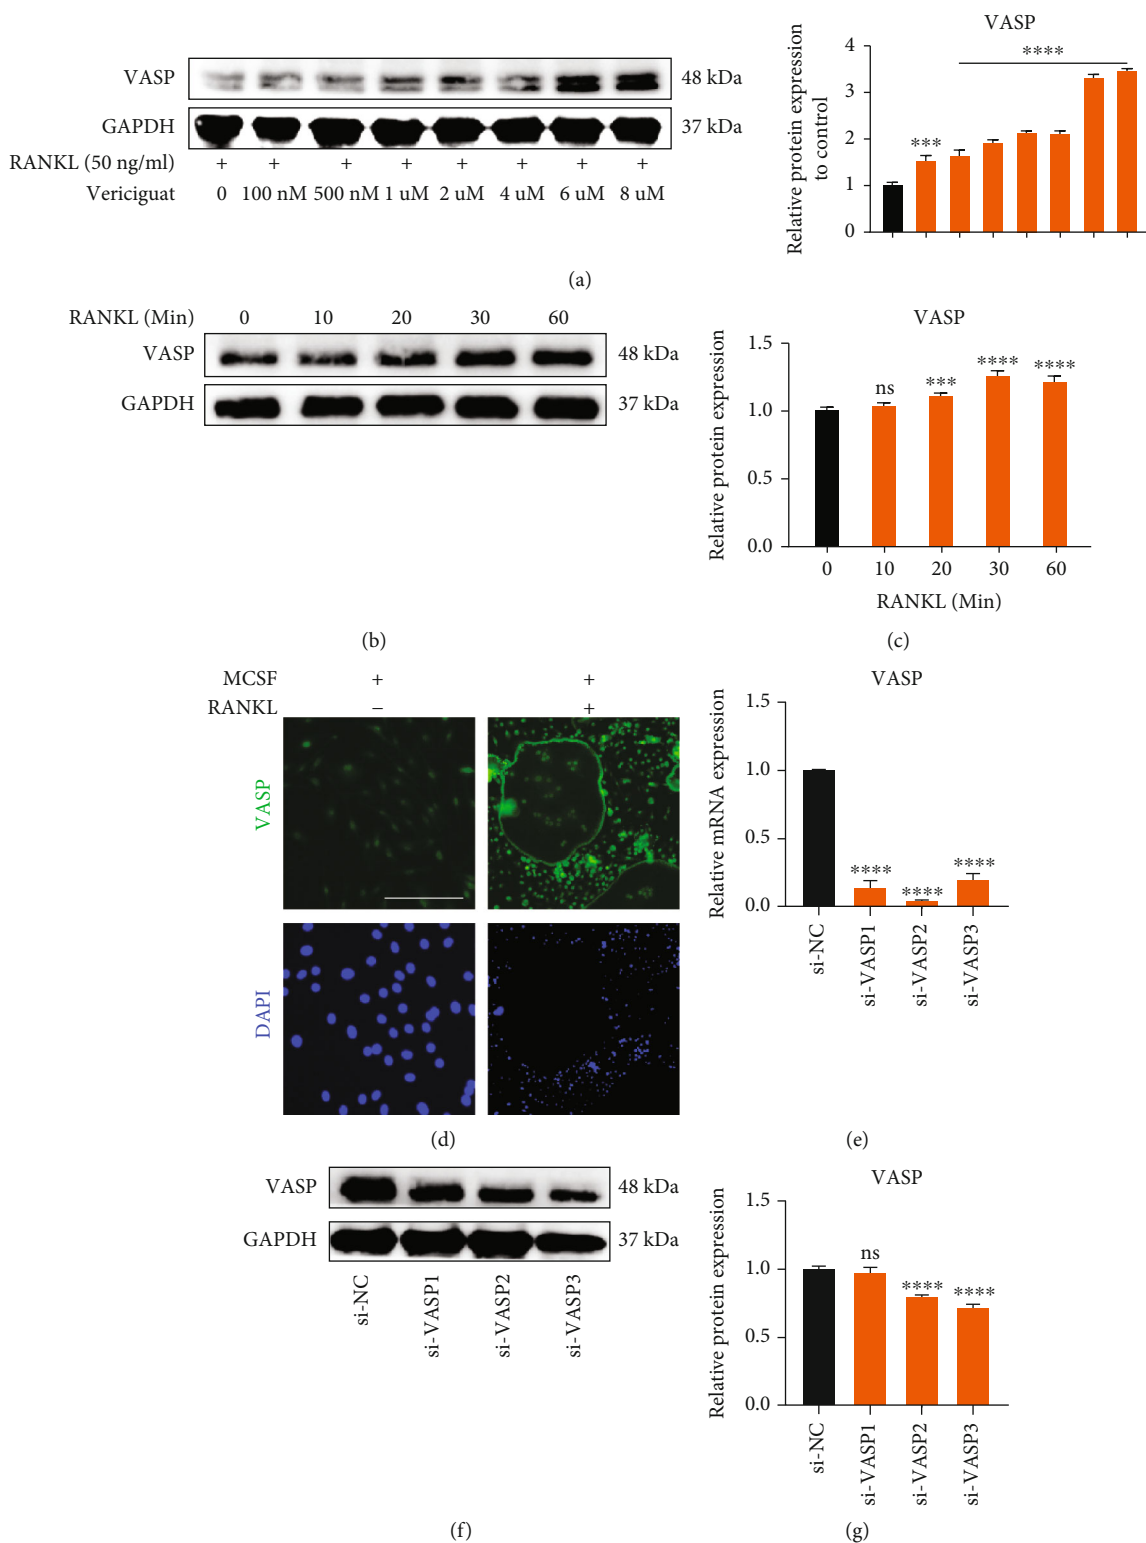 VASP
48 kDa
GAPDH
37 kDa
RANKL (50 ng/ml) + + + + + + + +
Vericiguat 0 100 nM 500 nM 1 uM 2 uM 4 uM 6 uM 8 uM
VASP
Relative protein expression
to control
4
3
2
1
0
***
****
(a)
RANKL (Min) 0 10 20 30 60
VASP
48 kDa
GAPDH
37 kDa
(b)
VASP
Relative protein expression
1.5
1.0
0.5
0.0
ns
***
****
****
0 10 20 30 60
RANKL (Min)
(c)
MCSF + +
RANKL − +
VASP
DAPI
(d)
VASP
Relative mRNA expression
1.5
1.0
0.5
0.0
****
****
****
si-NC
si-VASP1
si-VASP2
si-VASP3
(e)
VASP
48 kDa
GAPDH
37 kDa
si-NC
si-VASP1
si-VASP2
si-VASP3
(f)
VASP
Relative protein expression
1.5
1.0
0.5
0.0
ns
****
****
si-NC
si-VASP1
si-VASP2
si-VASP3
(g)